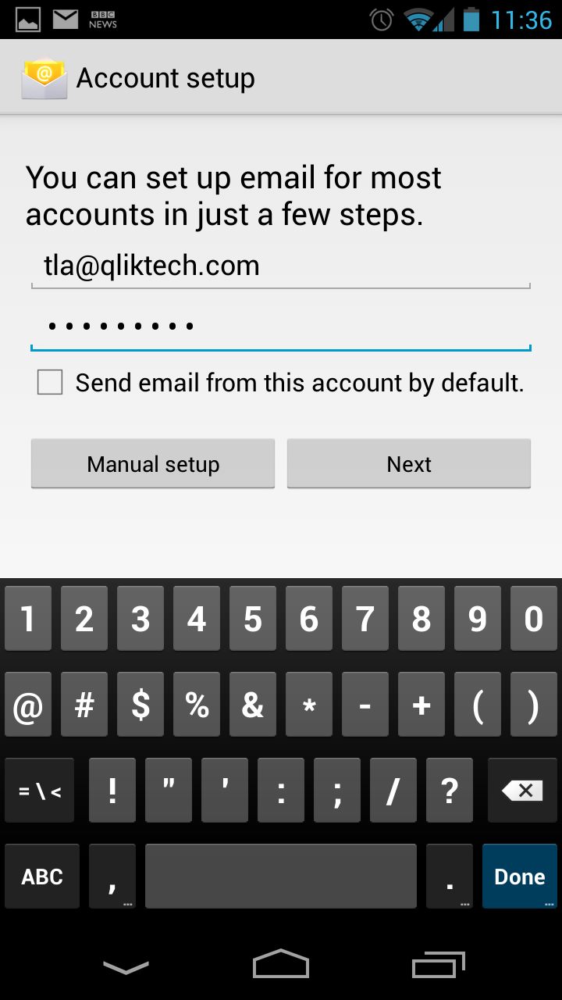 BBC
NEWS
11:36
@
Account setup
You can set up email for most
accounts in just a few steps.
tla@qliktech.com
•••••••••
Send email from this account by default.
Manual setup
Next
1 2 3 4 5 6 7 8 9 0
@ # $ % & * - + ( )
= \ < ! " ' : ; / ?
ABC , ... . ... Done ...